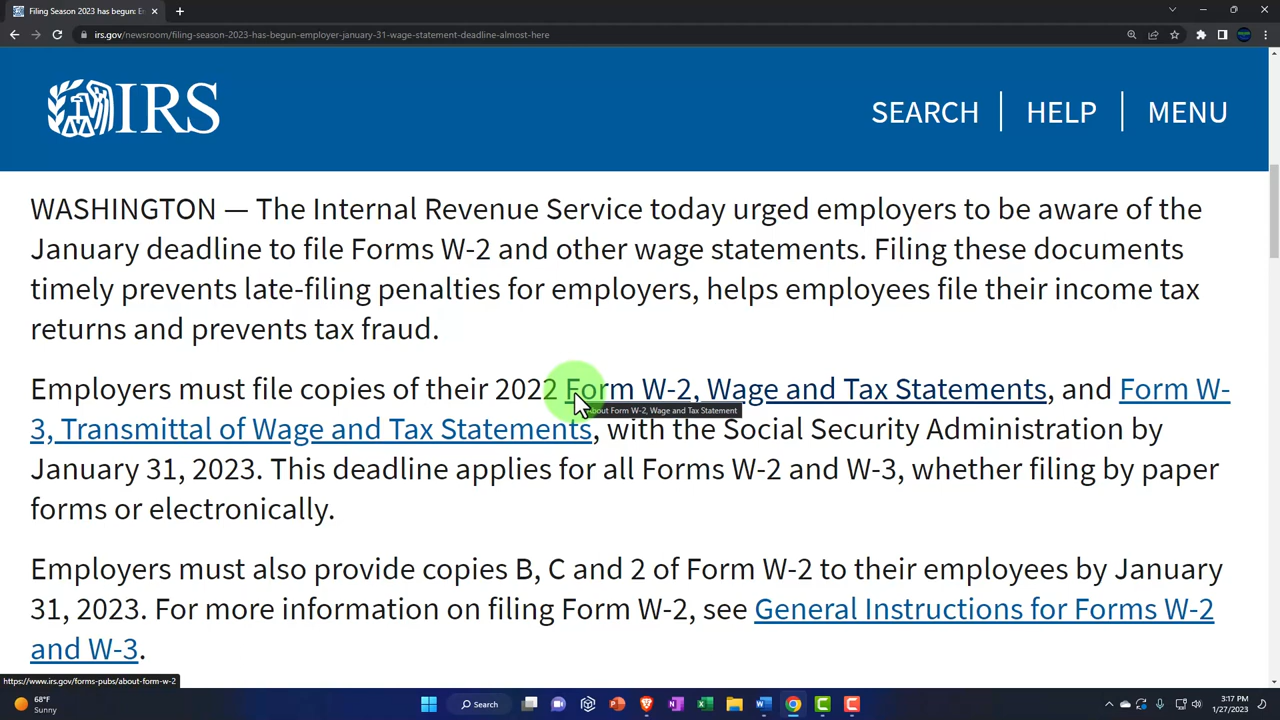 Filing Season 2023 has begun: E
irs.gov/newsroom/filing-season-2023-has-begun-employer-january-31-wage-statement-deadline-almost-here
IRS
SEARCH
HELP
MENU
WASHINGTON — The Internal Revenue Service today urged employers to be aware of the
January deadline to file Forms W-2 and other wage statements. Filing these documents
timely prevents late-filing penalties for employers, helps employees file their income tax
returns and prevents tax fraud.
Employers must file copies of their 2022 Form W-2, Wage and Tax Statements, and Form W-
About Form W-2, Wage and Tax Statement
3, Transmittal of Wage and Tax Statements, with the Social Security Administration by
January 31, 2023. This deadline applies for all Forms W-2 and W-3, whether filing by paper
forms or electronically.
Employers must also provide copies B, C and 2 of Form W-2 to their employees by January
31, 2023. For more information on filing Form W-2, see General Instructions for Forms W-2
and W-3.
https://www.irs.gov/forms-pubs/about-form-w-2
68°F
Sunny
Search
3:17 PM
1/27/2023